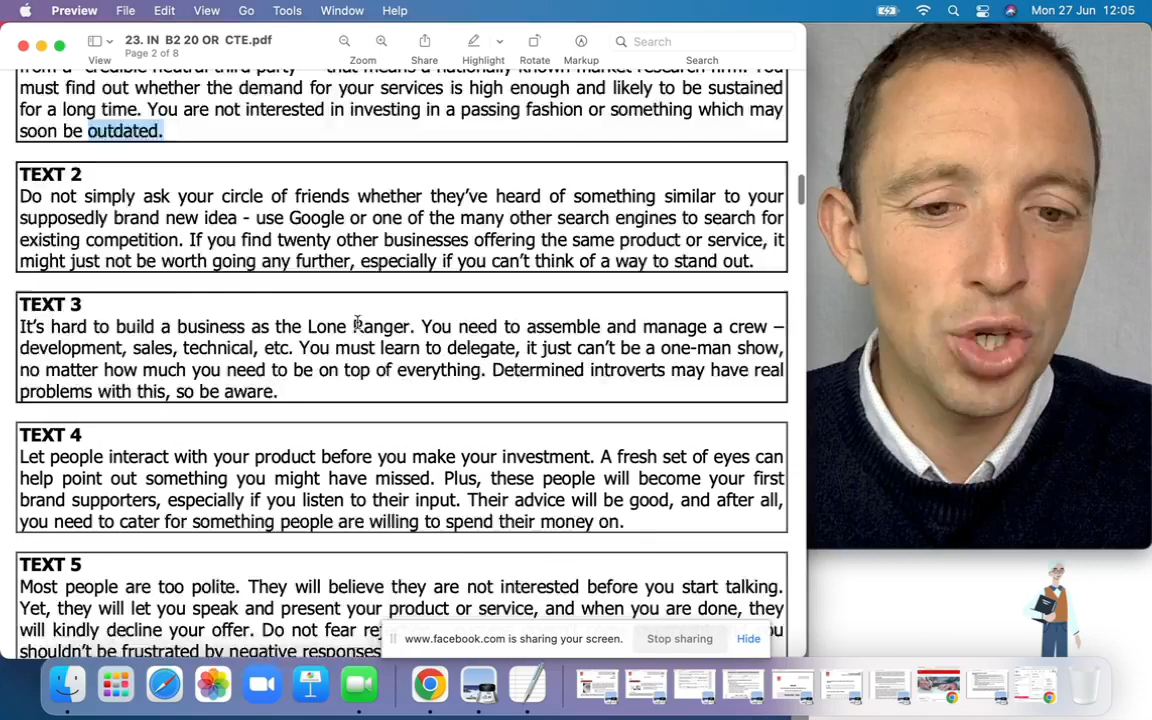 Preview File Edit View Go Tools Window Help Mon 27 Jun 12:05
23. IN B2 20 OR CTE.pdf
Page 2 of 8
Search
View Zoom Share Highlight Rotate Markup Search
must find out whether the demand for your services is high enough and likely to be sustained
for a long time. You are not interested in investing in a passing fashion or something which may
soon be outdated.
TEXT 2
Do not simply ask your circle of friends whether they've heard of something similar to your
supposedly brand new idea - use Google or one of the many other search engines to search for
existing competition. If you find twenty other businesses offering the same product or service, it
might just not be worth going any further, especially if you can't think of a way to stand out.
TEXT 3
It's hard to build a business as the Lone Ranger. You need to assemble and manage a crew –
development, sales, technical, etc. You must learn to delegate, it just can't be a one-man show,
no matter how much you need to be on top of everything. Determined introverts may have real
problems with this, so be aware.
TEXT 4
Let people interact with your product before you make your investment. A fresh set of eyes can
help point out something you might have missed. Plus, these people will become your first
brand supporters, especially if you listen to their input. Their advice will be good, and after all,
you need to cater for something people are willing to spend their money on.
TEXT 5
Most people are too polite. They will believe they are not interested before you start talking.
Yet, they will let you speak and present your product or service, and when you are done, they
will kindly decline your offer. Do not fear
shouldn't be frustrated by negative responses
www.facebook.com is sharing your screen. Stop sharing Hide